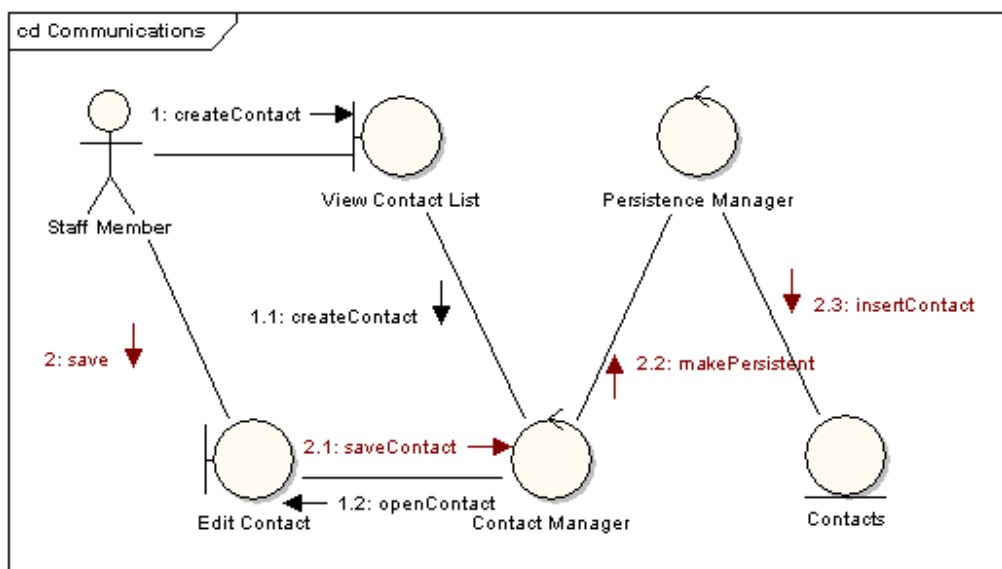 cd Communications
1: createContact
View Contact List
Persistence Manager
Staff Member
1.1: createContact
2.3: insertContact
2: save
2.2: makePersistent
2.1: saveContact
1.2: openContact
Edit Contact
Contact Manager
Contacts